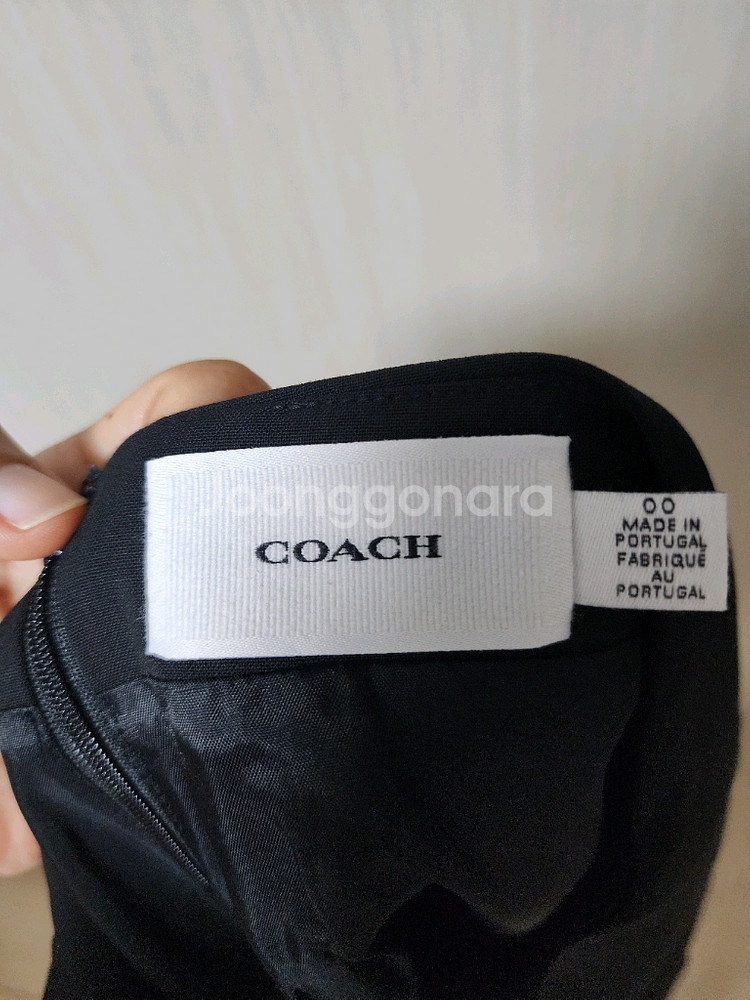 Joonggonara
COACH
00
MADE IN
PORTUGAL
FABRIQUÉ
AU
PORTUGAL